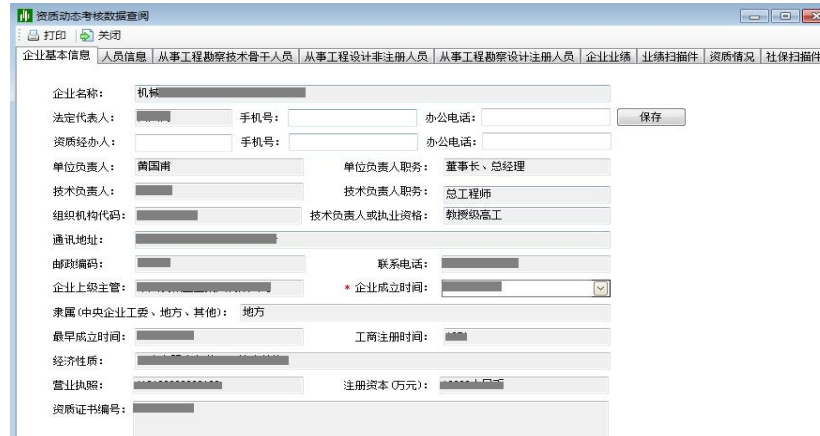 资质动态考核数据查阅
打印 关闭
企业基本信息 人员信息 从事工程勘察技术骨干人员 从事工程设计非注册人员 从事工程勘察设计注册人员 企业业绩 业绩扫描件 资质情况 社保扫描件
企业名称: 机械
法定代表人: 手机号: 办公电话: 保存
资质经办人: 手机号: 办公电话:
单位负责人: 黄国甫 单位负责人职务: 董事长、总经理
技术负责人: 技术负责人职务: 总工程师
组织机构代码: 技术负责人或执业资格: 教授级高工
通讯地址:
邮政编码: 联系电话:
企业上级主管: * 企业成立时间:
隶属(中央企业工委、地方、其他): 地方
最早成立时间: 工商注册时间:
经济性质:
营业执照: 注册资本(万元):
资质证书编号: